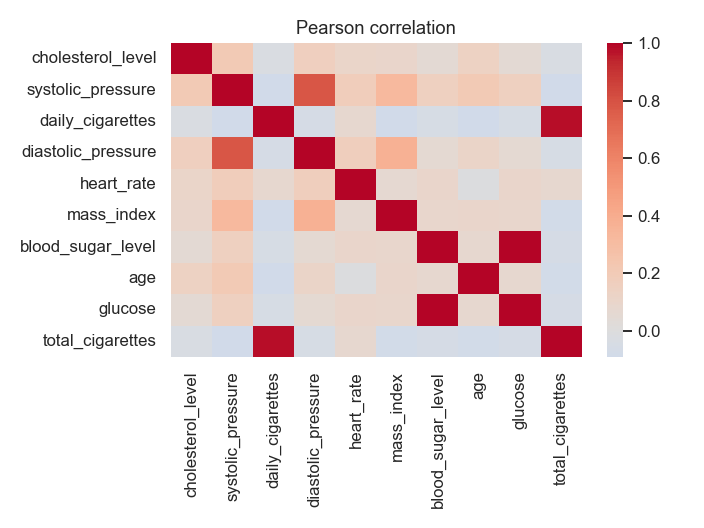 Pearson correlation
cholesterol_level
systolic_pressure
daily_cigarettes
diastolic_pressure
heart_rate
mass_index
blood_sugar_level
age
glucose
total_cigarettes
cholesterol_level
systolic_pressure
daily_cigarettes
diastolic_pressure
heart_rate
mass_index
blood_sugar_level
age
glucose
total_cigarettes
1.0
0.8
0.6
0.4
0.2
0.0